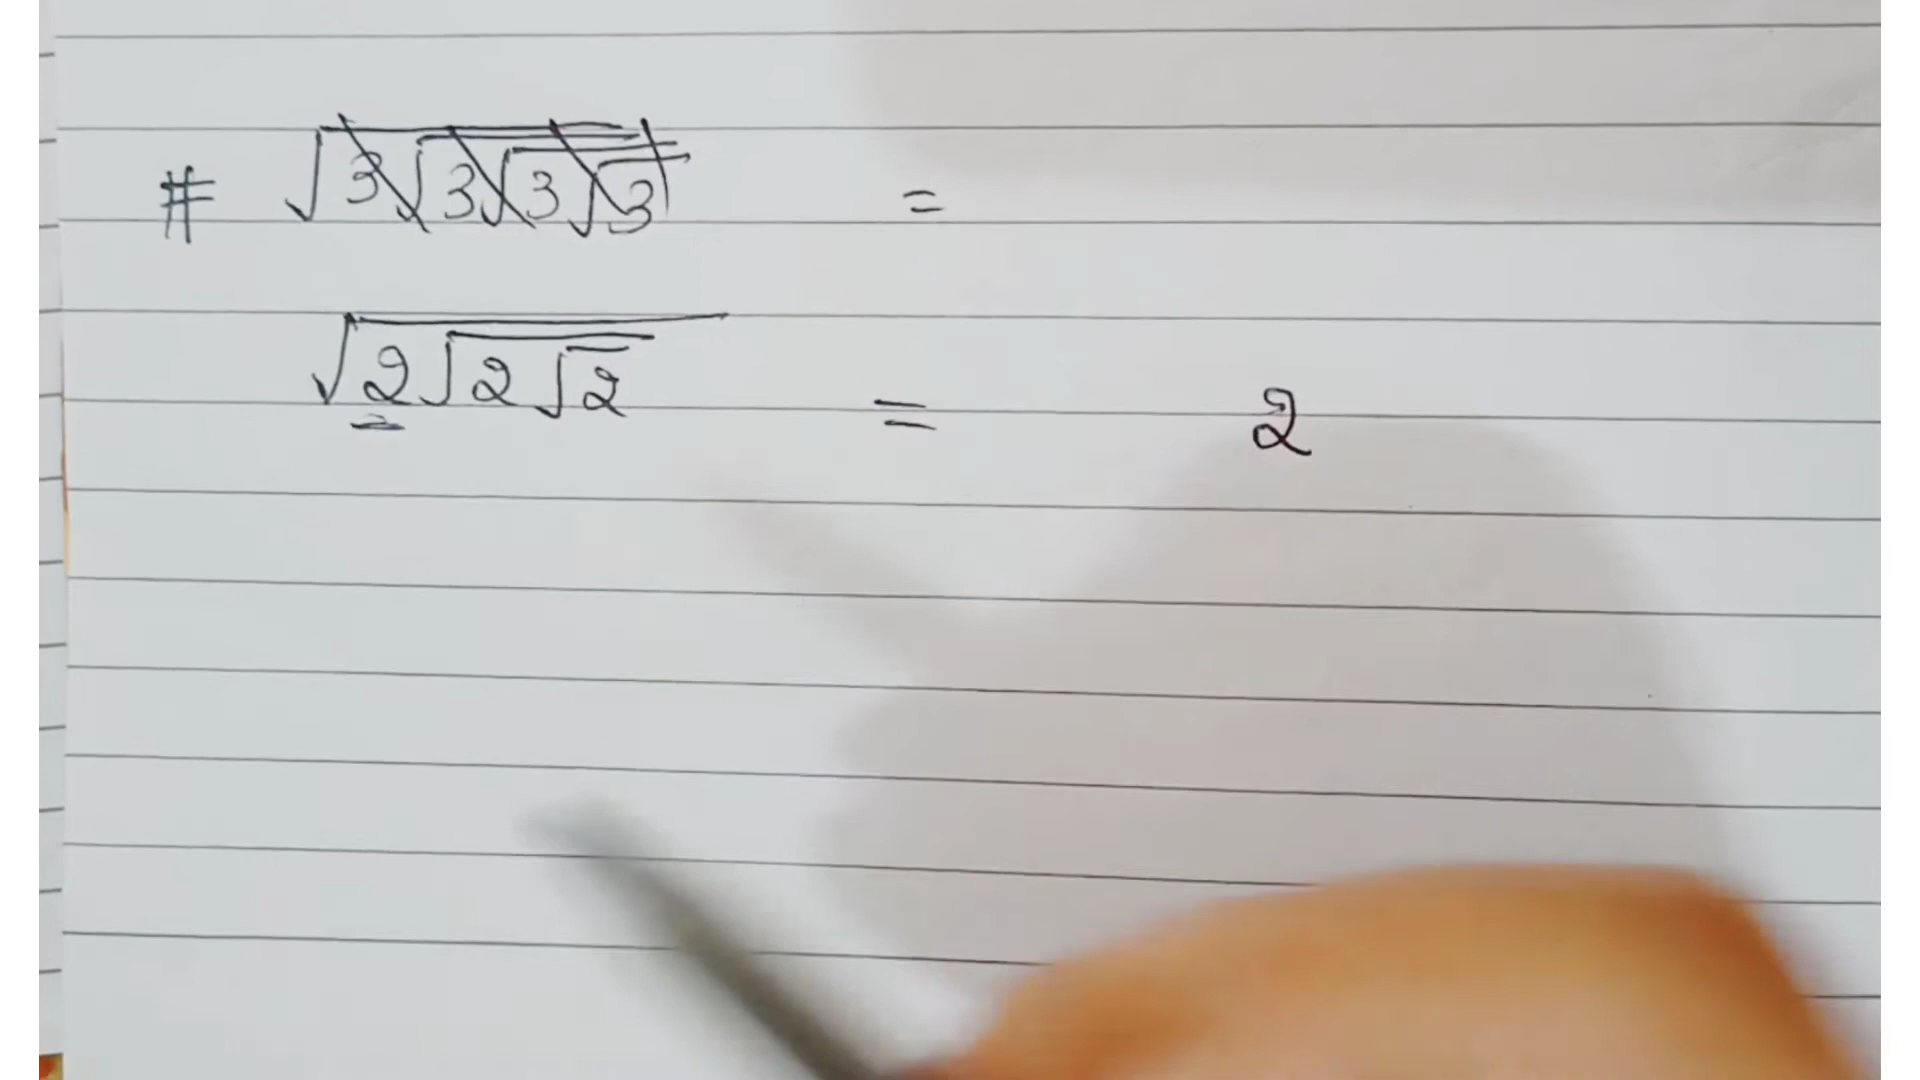 # √3√3√3√3 =
√2√2√2 = 2